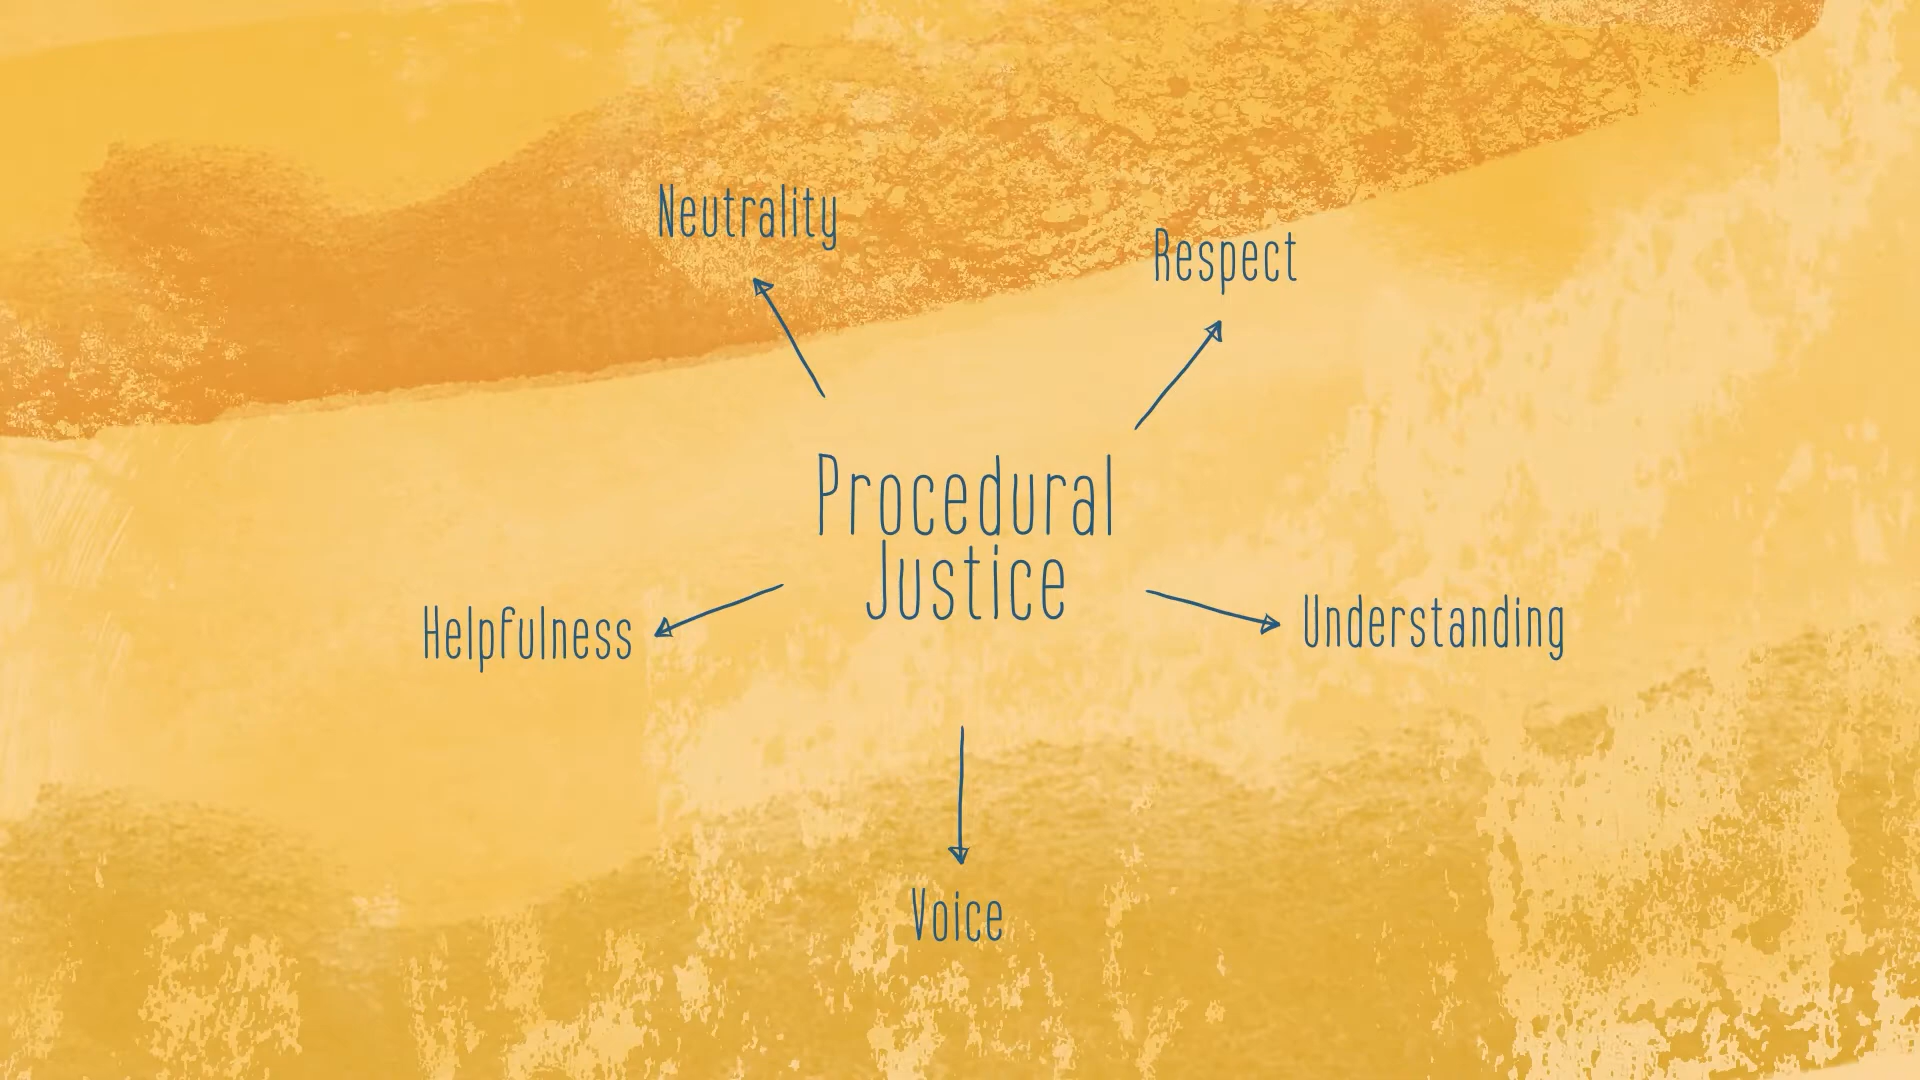 Neutrality
Respect
Procedural
Justice
Helpfulness
Understanding
Voice